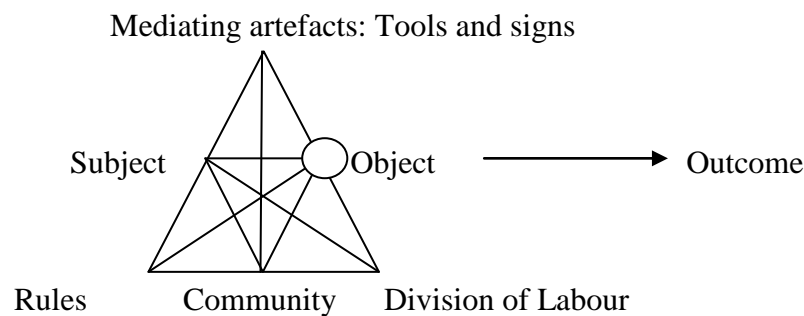 Mediating artefacts: Tools and signs
Subject Object Outcome
Rules Community Division of Labour